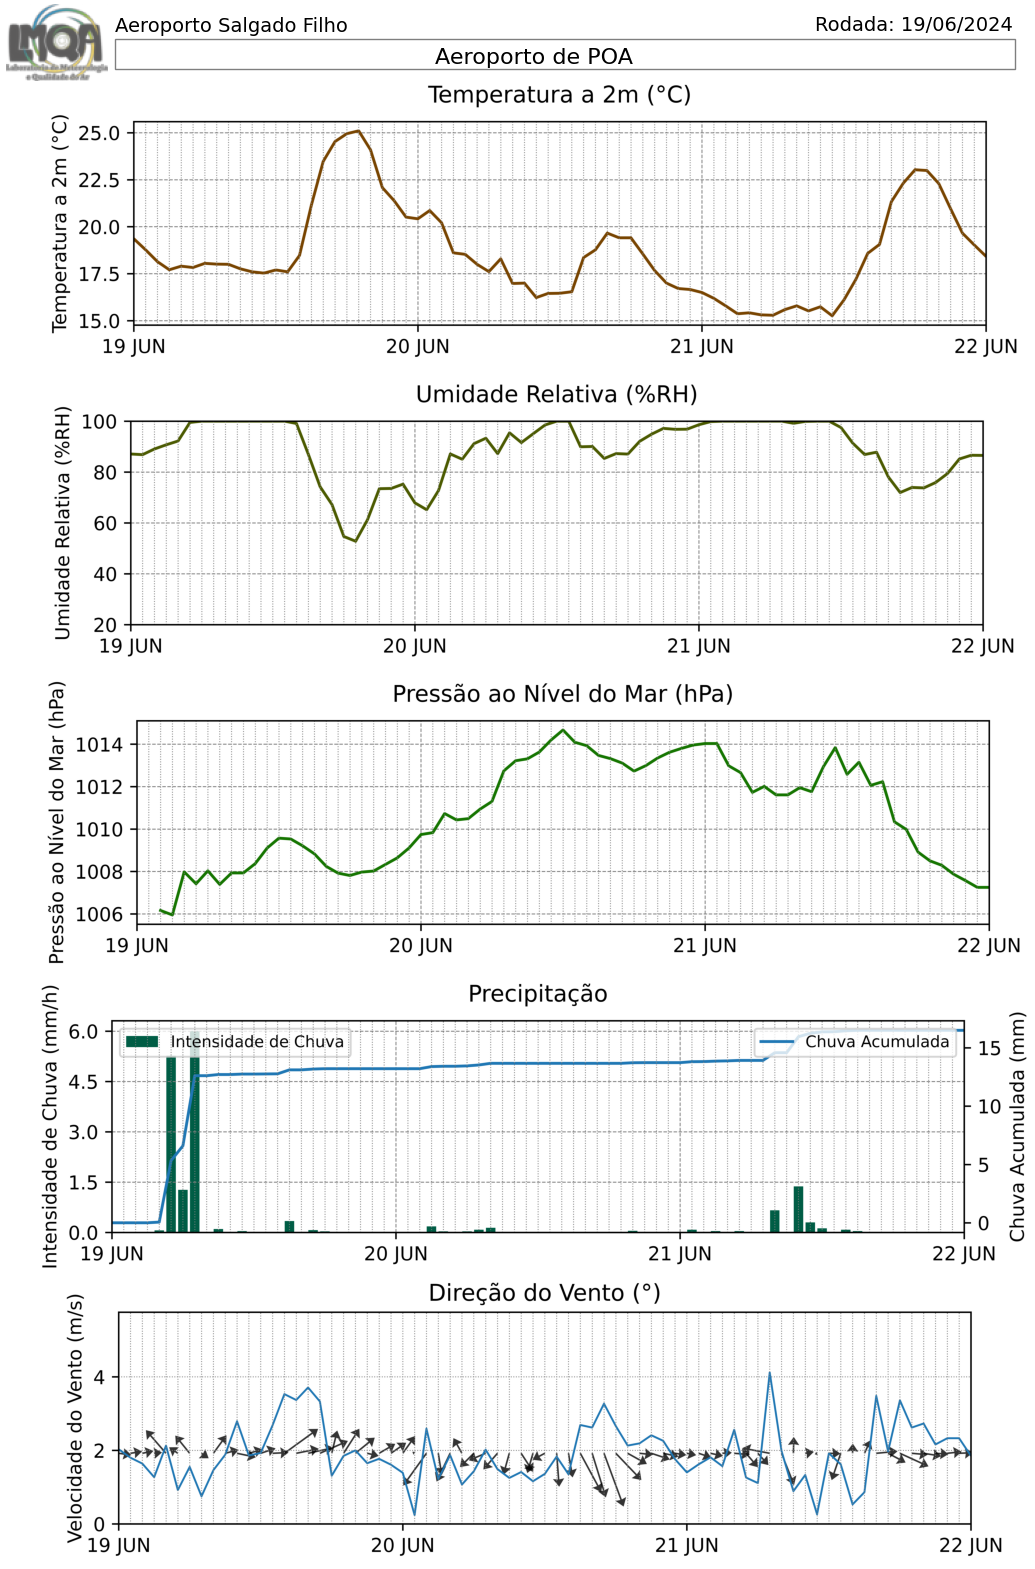 LMQA
Laboratório de Meteorologia
e Qualidade do Ar
Aeroporto Salgado Filho
Rodada: 19/06/2024
Aeroporto de POA
Temperatura a 2m (°C)
Temperatura a 2m (°C)
25.0
22.5
20.0
17.5
15.0
19 JUN 20 JUN 21 JUN 22 JUN
Umidade Relativa (%RH)
Umidade Relativa (%RH)
100
80
60
40
20
19 JUN 20 JUN 21 JUN 22 JUN
Pressão ao Nível do Mar (hPa)
Pressão ao Nível do Mar (hPa)
1014
1012
1010
1008
1006
19 JUN 20 JUN 21 JUN 22 JUN
Precipitação
Intensidade de Chuva (mm/h)
6.0
4.5
3.0
1.5
0.0
Intensidade de Chuva
Chuva Acumulada
15
10
5
0
Chuva Acumulada (mm)
19 JUN 20 JUN 21 JUN 22 JUN
Direção do Vento (°)
Velocidade do Vento (m/s)
4
2
0
19 JUN 20 JUN 21 JUN 22 JUN